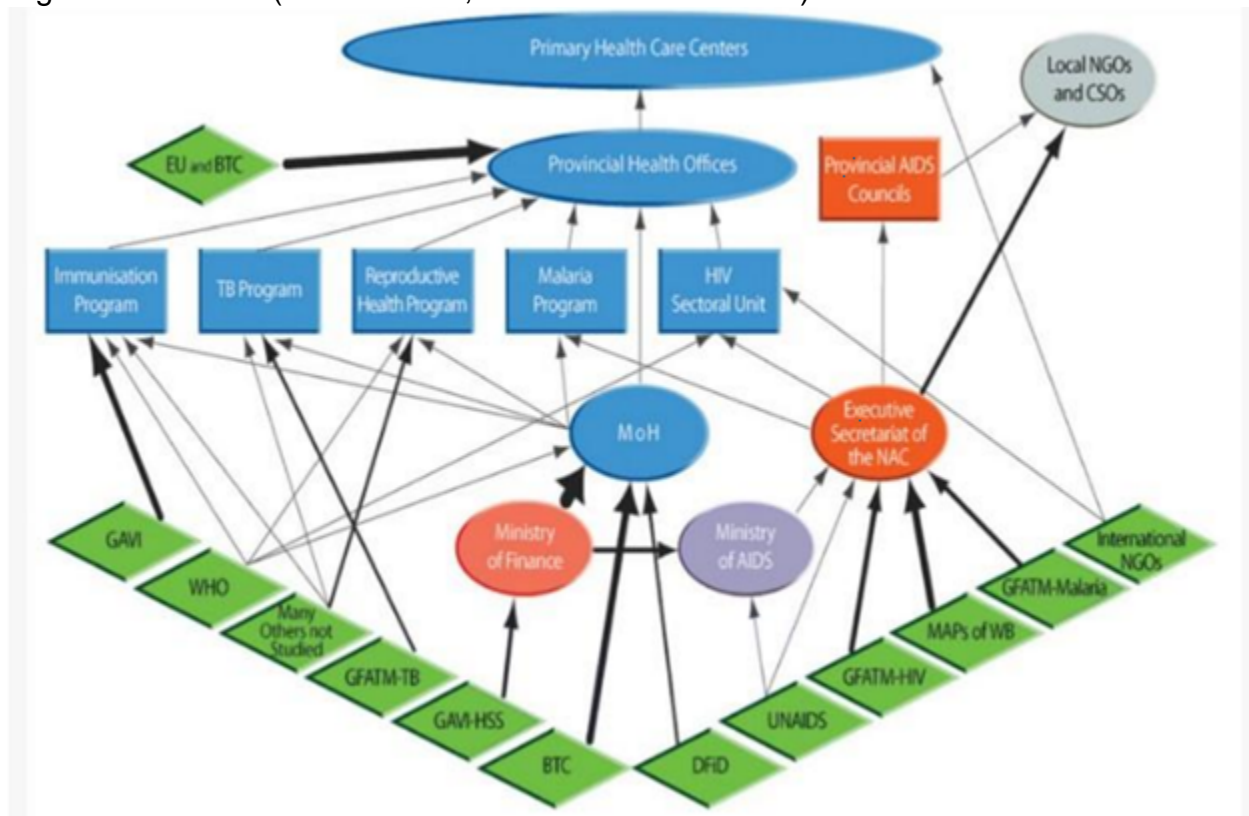 Primary Health Care Centers
Local NGOs
and CSOs
EU and BTC
Provincial Health Offices
Provincial AIDS
Councils
Immunisation
Program
TB Program
Reproductive
Health Program
Malaria
Program
HIV
Sectoral Unit
MoH
Executive
Secretariat of
the NAC
Ministry
of Finance
Ministry
of AIDS
GAVI
WHO
Many
Others not
Studied
GFATM-TB
GAVI-HSS
BTC
DFiD
UNAIDS
GFATM-HIV
MAPs of WB
GFATM-Malaria
International
NGOs